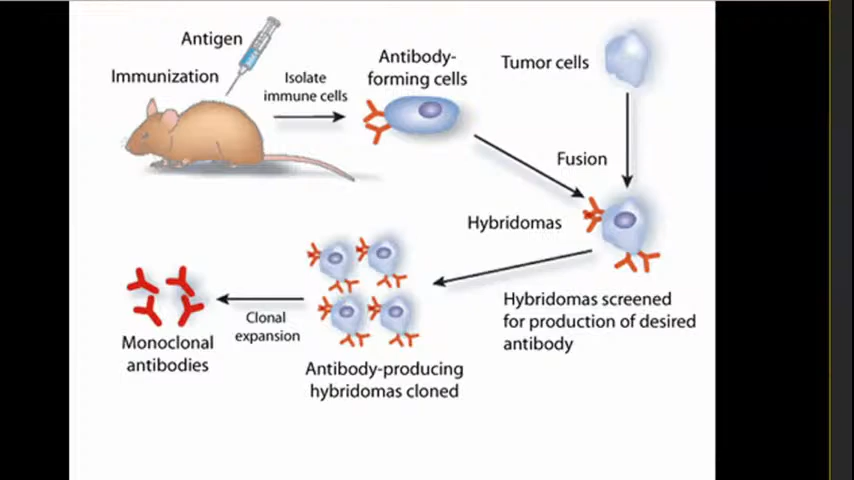 Antigen
Immunization
Isolate
immune cells
Antibody-
forming cells
Tumor cells
Fusion
Hybridomas
Hybridomas screened
for production of desired
antibody
Antibody-producing
hybridomas cloned
Clonal
expansion
Monoclonal
antibodies